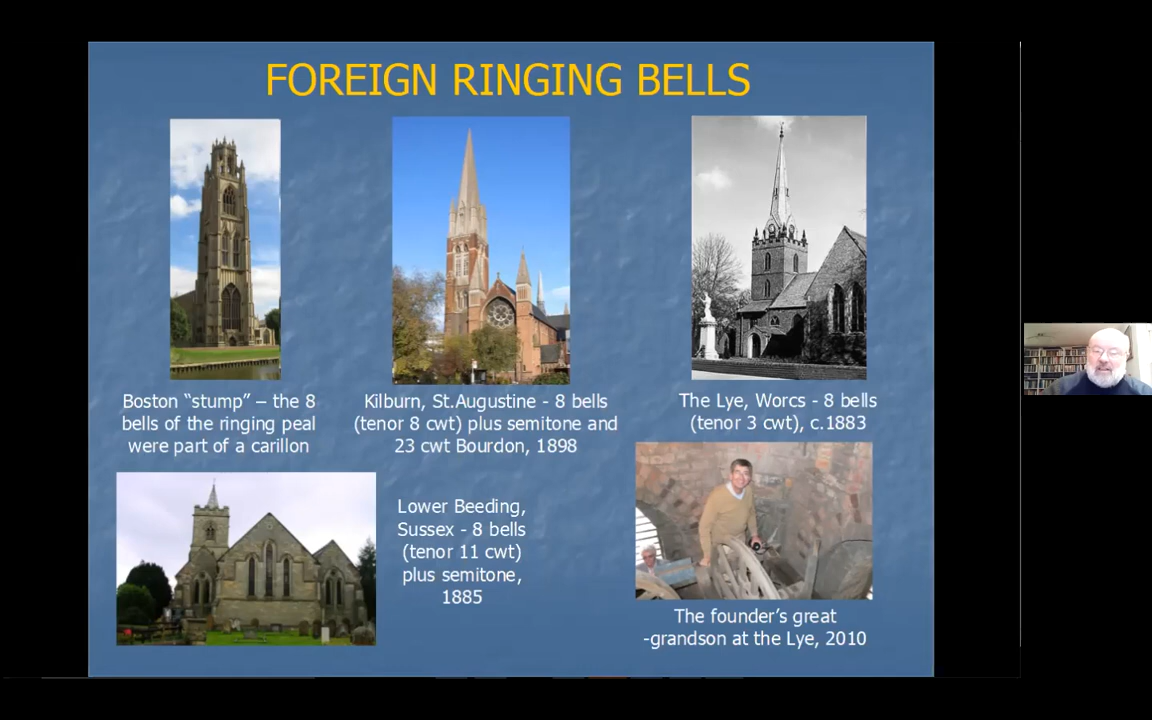 FOREIGN RINGING BELLS
Boston “stump” – the 8
bells of the ringing peal
were part of a carillon
Kilburn, St.Augustine - 8 bells
(tenor 8 cwt) plus semitone and
23 cwt Bourdon, 1898
The Lye, Worcs - 8 bells
(tenor 3 cwt), c.1883
Lower Beeding,
Sussex - 8 bells
(tenor 11 cwt)
plus semitone,
1885
The founder’s great
-grandson at the Lye, 2010